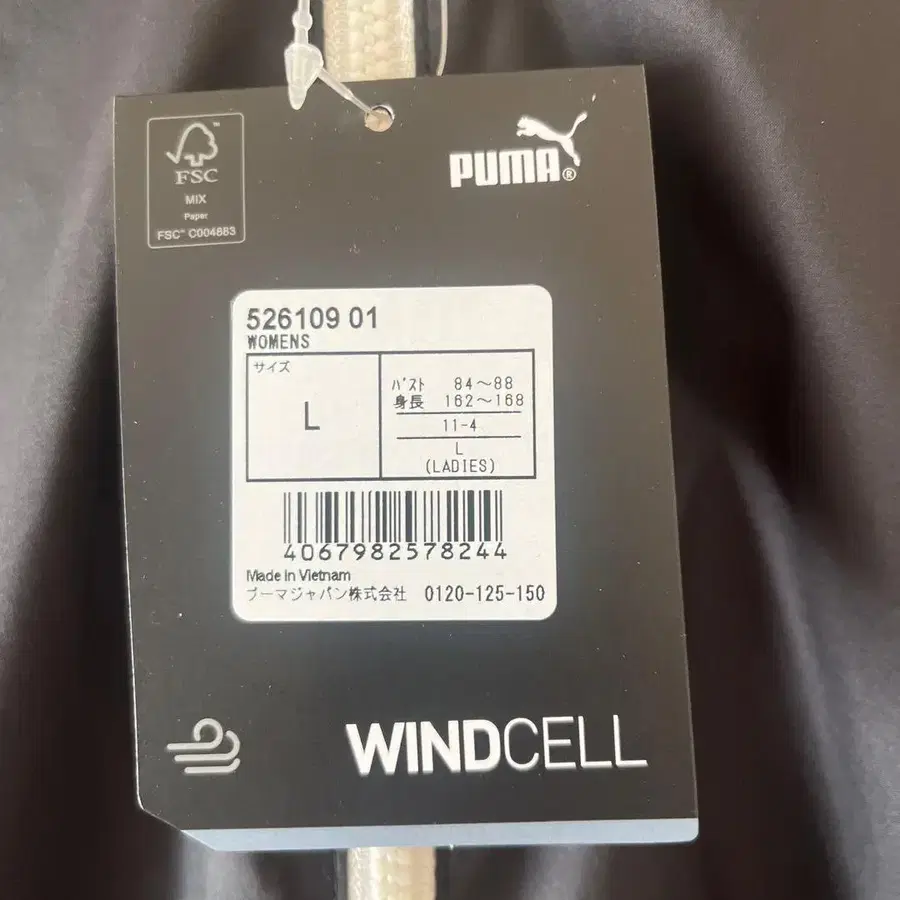 FSC
MIX
Paper
FSC™ C004883
PUMA®
526109 01
WOMENS
サイズ
L
バスト 84～88
身長 162～168
11-4
L
(LADIES)
4067982578244
Made in Vietnam
プーマジャパン株式会社 0120-125-150
WINDCELL